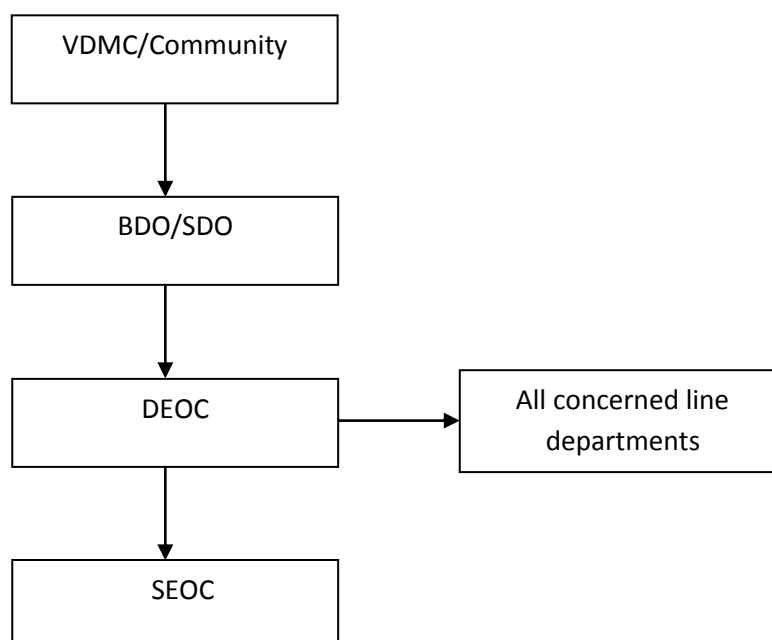 VDMC/Community
BDO/SDO
DEOC
All concerned line
departments
SEOC